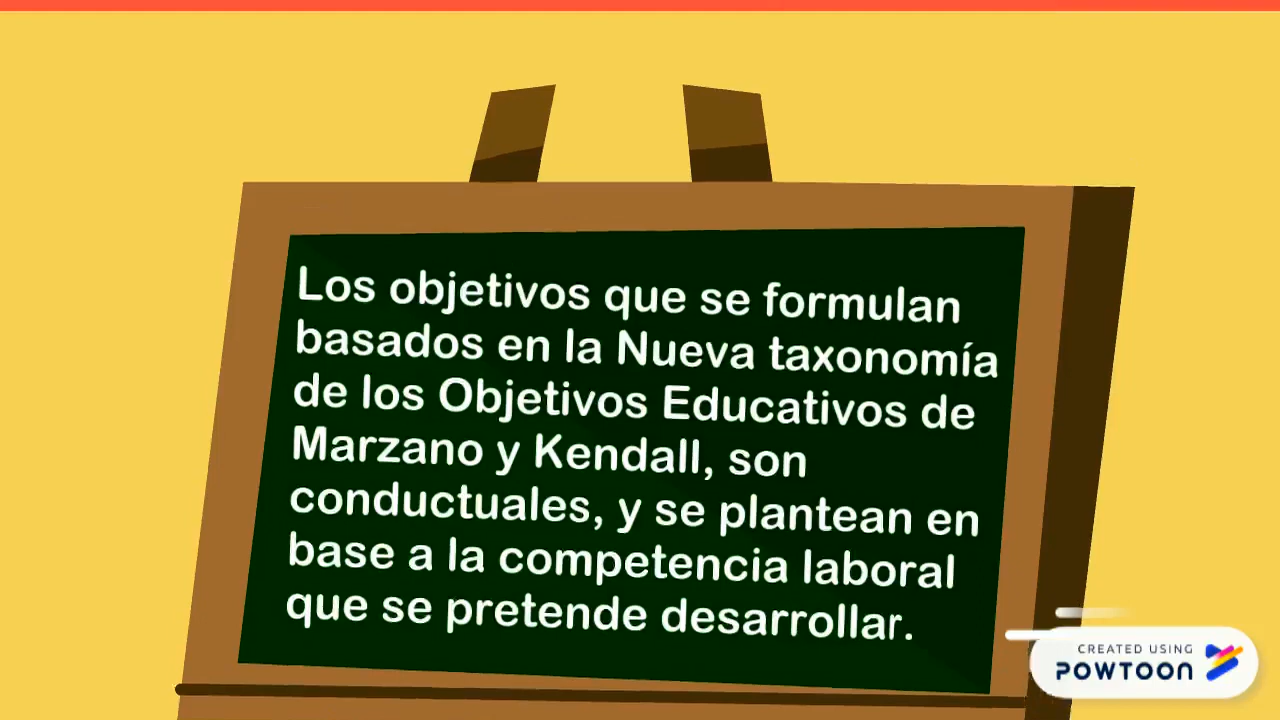 Los objetivos que se formulan
basados en la Nueva taxonomía
de los Objetivos Educativos de
Marzano y Kendall, son
conductuales, y se plantean en
base a la competencia laboral
que se pretende desarrollar.
CREATED USING
POWTOON